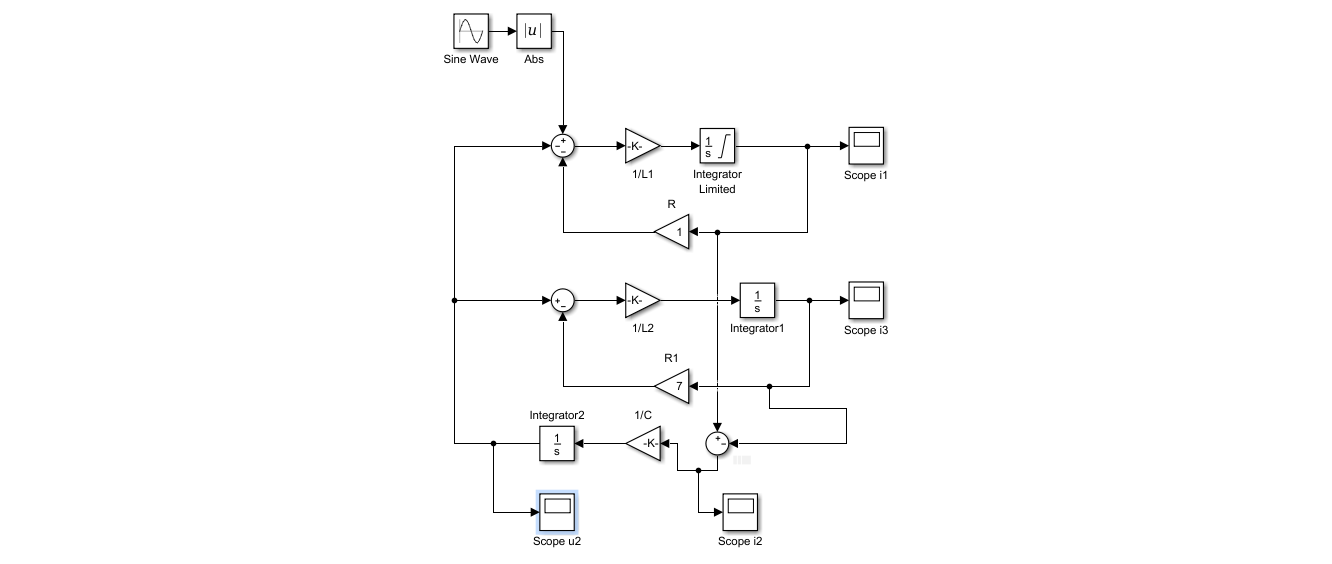 |u|
Sine Wave
Abs
-K-
1
s
1/L1
Integrator
Limited
Scope i1
R
1
-K-
1
s
1/L2
Integrator1
Scope i3
R1
7
Integrator2
1/C
1
s
-K-
Scope u2
Scope i2